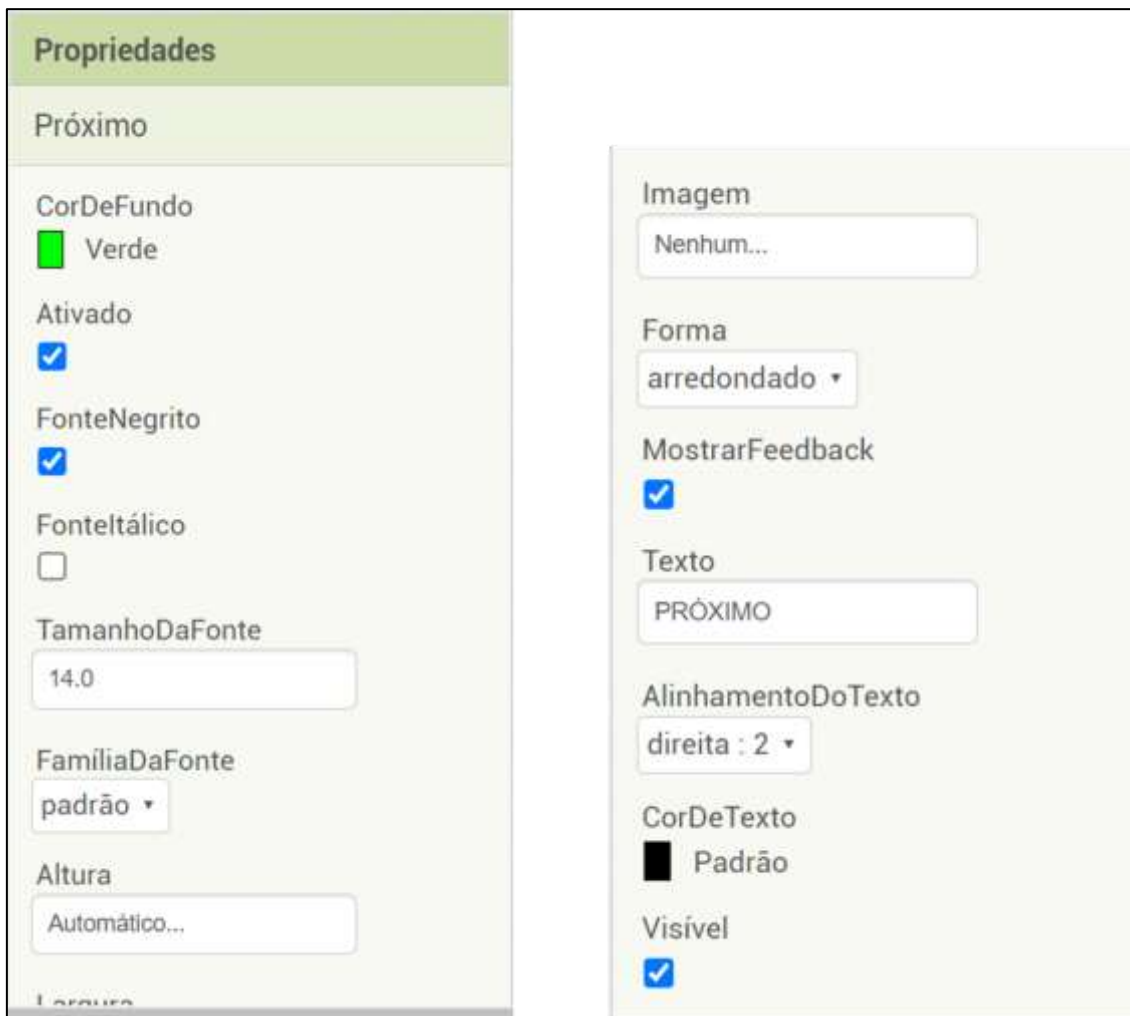 Propriedades
Próximo
CorDeFundo
Verde
Ativado
FonteNegrito
FonteItálico
TamanhoDaFonte
14.0
FamíliaDaFonte
padrão
Altura
Automático...
Largura
Imagem
Nenhum...
Forma
arredondado
MostrarFeedback
Texto
PRÓXIMO
AlinhamentoDoTexto
direita : 2
CorDeTexto
Padrão
Visível